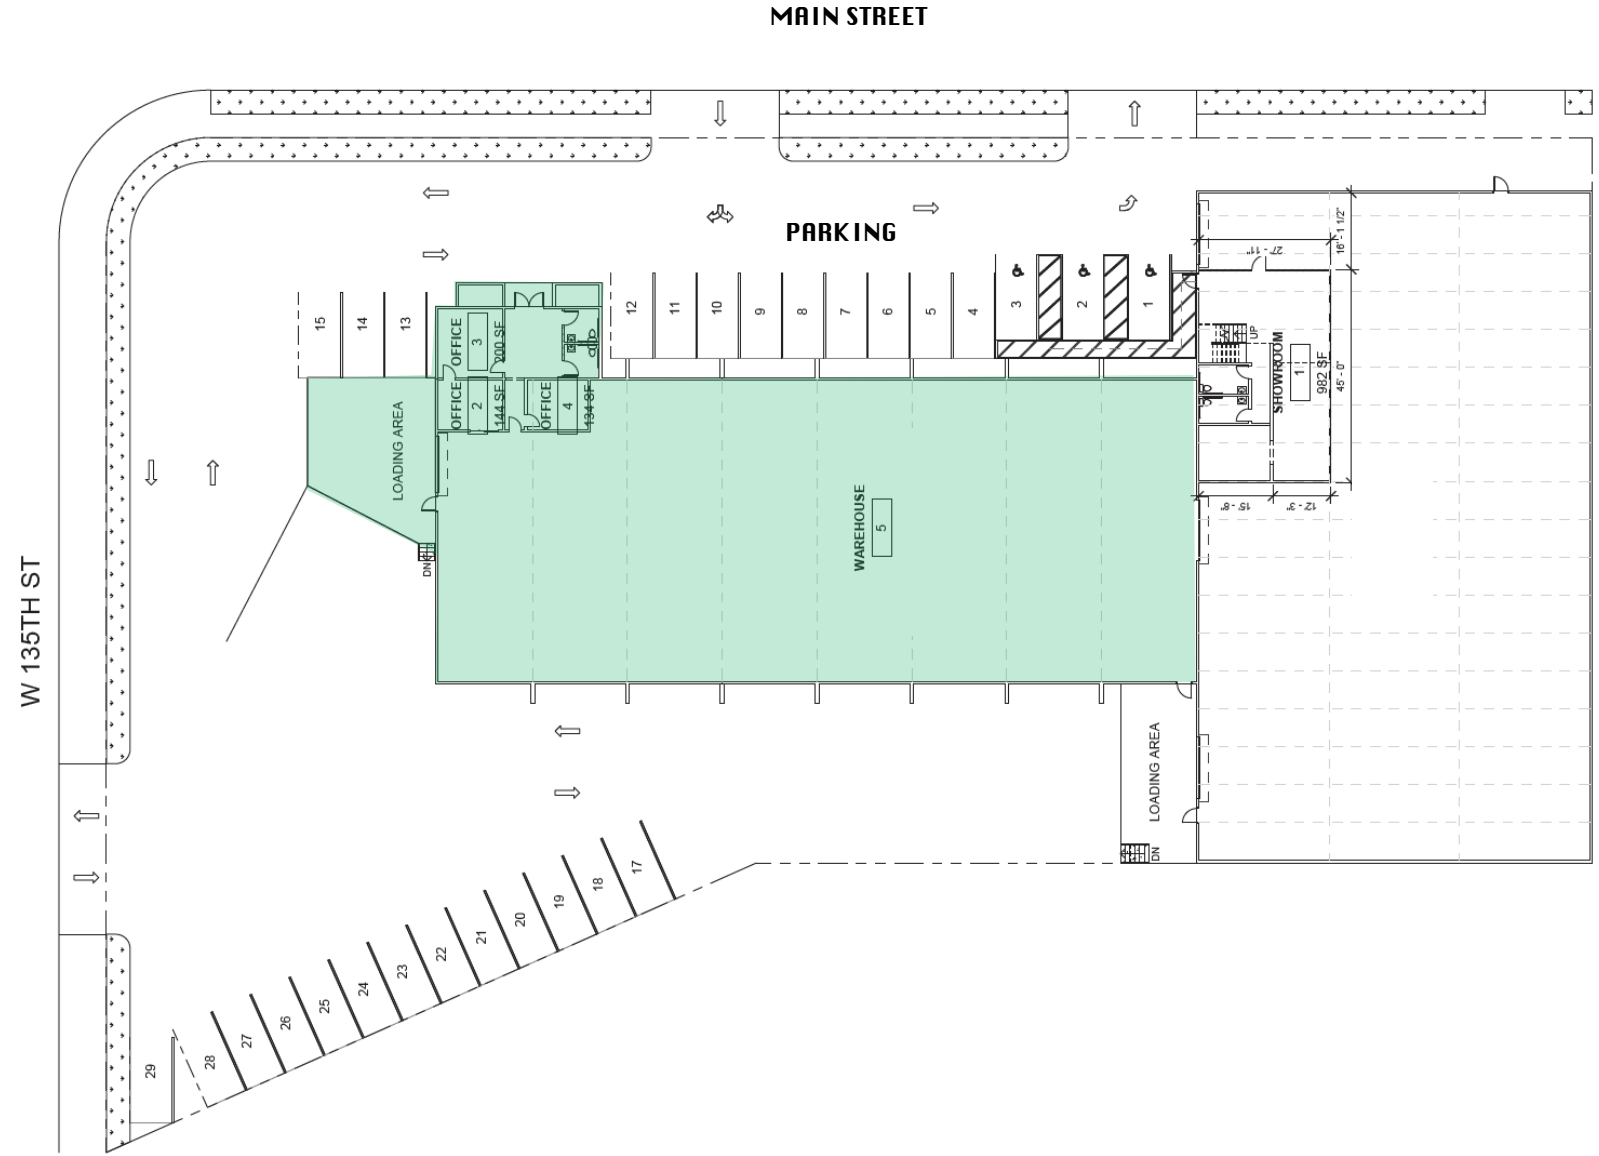 MAIN STREET
PARKING
16' - 1 1/2"
27' - 11"
15
14
13
OFFICE
3
200 SF
12
11
10
9
8
7
6
5
4
3
2
1
UP
SHOWROOM
1
982 SF
45' - 0"
OFFICE
2
144 SF
OFFICE
4
134 SF
LOADING AREA
DN
WAREHOUSE
5
15' - 8"
12' - 3"
W 135TH ST
LOADING AREA
DN
17
18
19
20
21
22
23
24
25
26
27
28
29